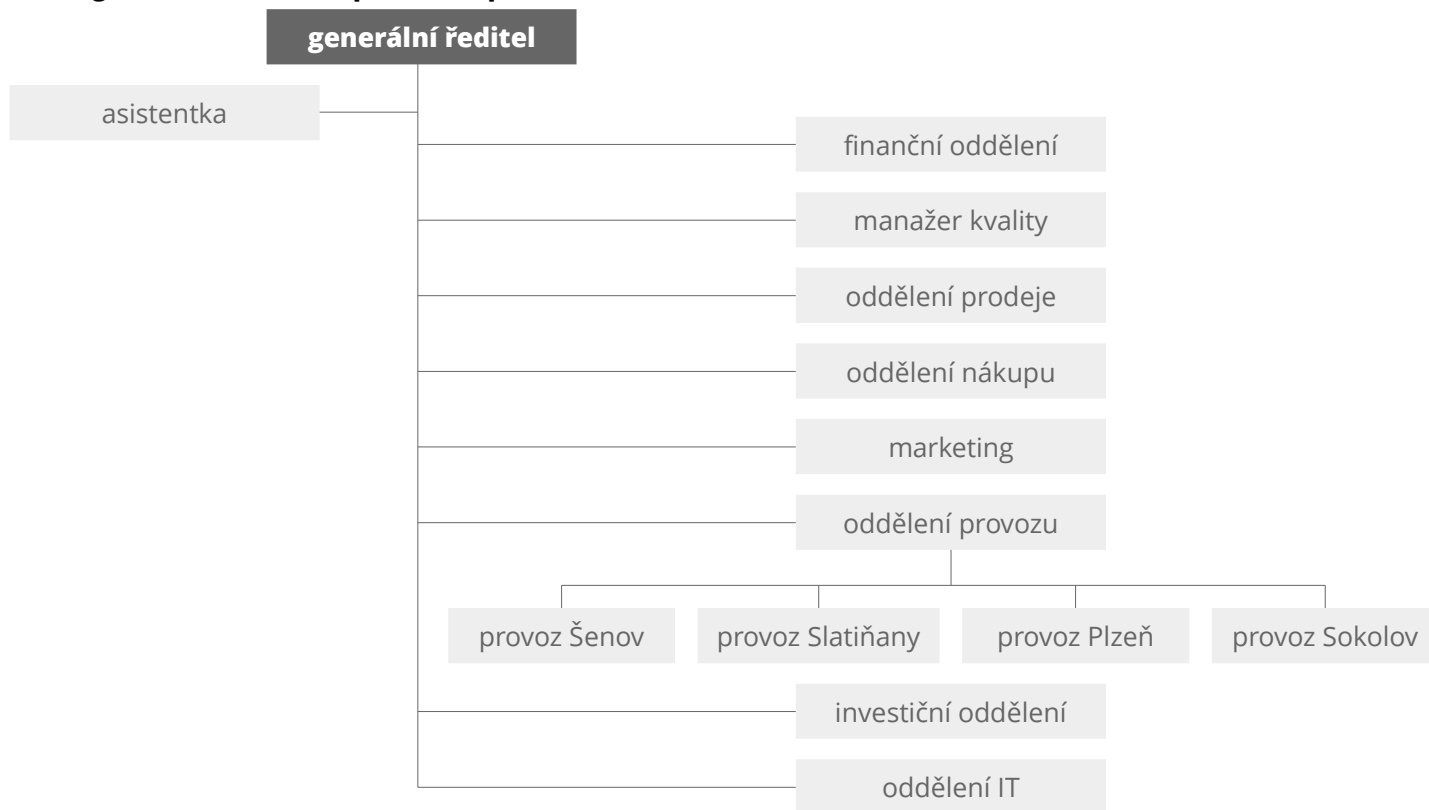 generální ředitel
asistentka
finanční oddělení
manažer kvality
oddělení prodeje
oddělení nákupu
marketing
oddělení provozu
provoz Šenov
provoz Slatiňany
provoz Plzeň
provoz Sokolov
investiční oddělení
oddělení IT